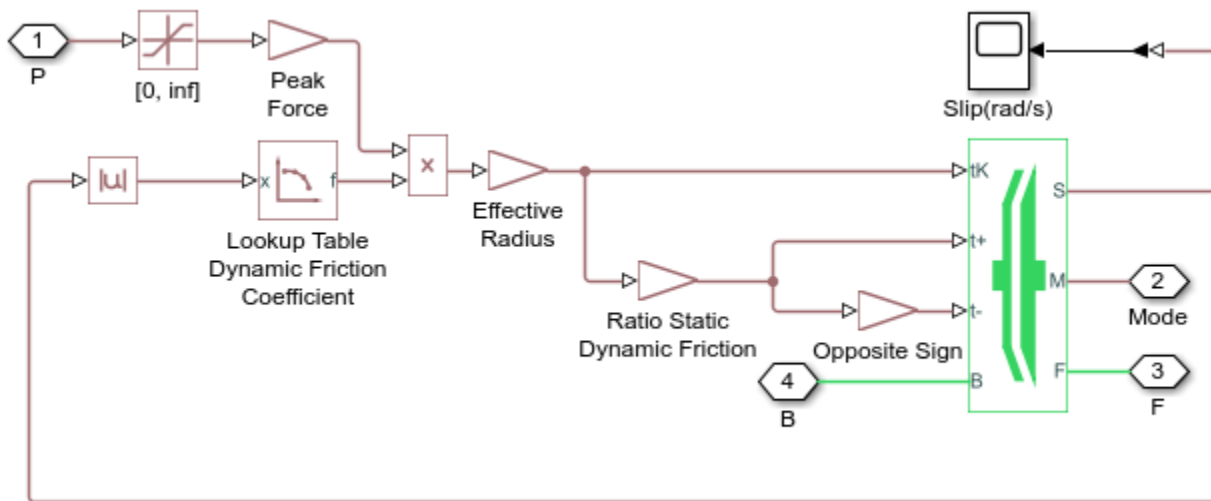 1
P
[0, inf]
Peak
Force
Slip(rad/s)
|u|
x
f
Lookup Table
Dynamic Friction
Coefficient
×
Effective
Radius
Ratio Static
Dynamic Friction
Opposite Sign
tK
t+
t-
B
S
M
F
2
Mode
3
F
4
B